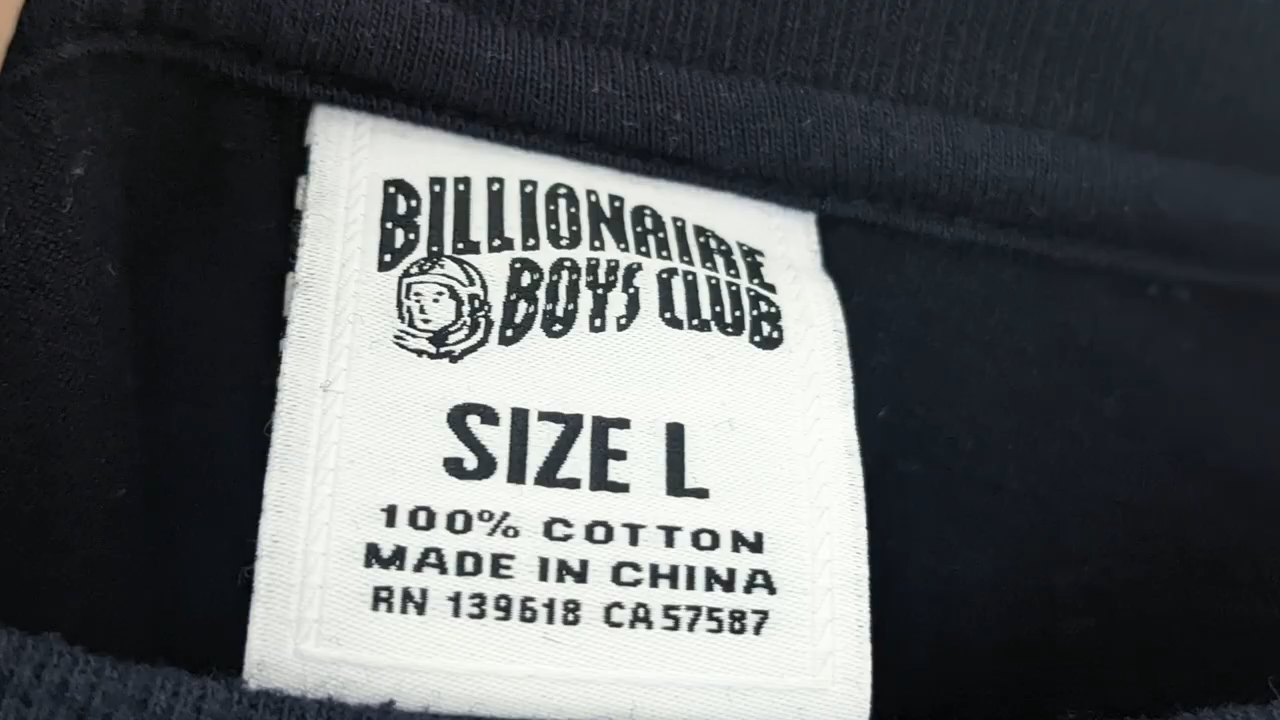 BILLIONAIRE
BOYS CLUB
SIZE L
100% COTTON
MADE IN CHINA
RN 139618 CA57587